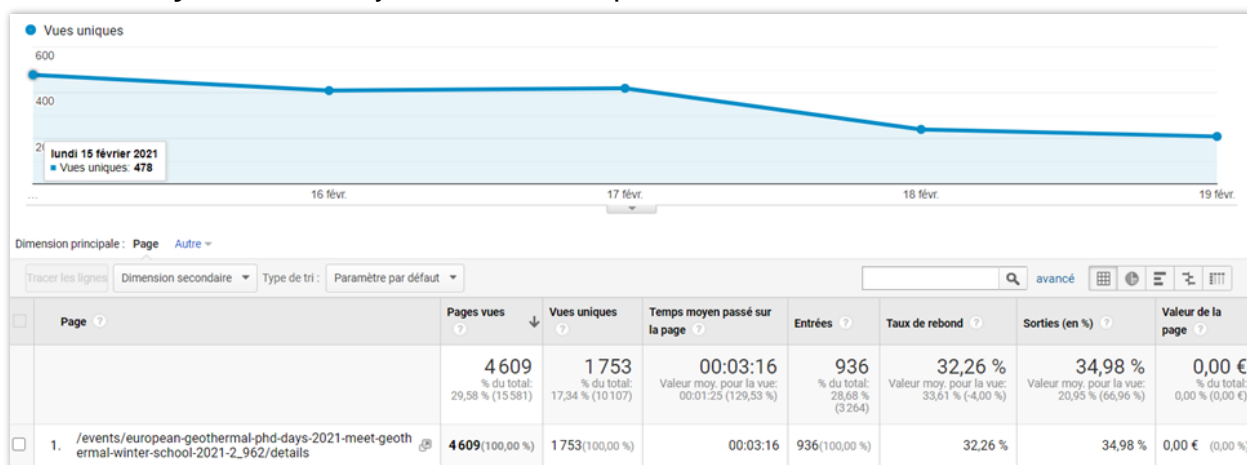 Vues uniques
600
400
lundi 15 février 2021
Vues uniques: 478
... 16 févr. 17 févr. 18 févr. 19 févr.
Dimension principale : Page Autre
Tracer les lignes Dimension secondaire Type de tri : Paramètre par défaut avancé
Page ? Pages vues ? Vues uniques ? Temps moyen passé sur la page ? Entrées ? Taux de rebond ? Sorties (en %) ? Valeur de la page ?
4 609 1 753 00:03:16 936 32,26 % 34,98 % 0,00 €
% du total: % du total: Valeur moy. pour la vue: % du total: Valeur moy. pour la vue: Valeur moy. pour la vue: % du total:
29,58 % (15 581) 17,34 % (10 107) 00:01:25 (129,53 %) 28,68 % 33,61 % (-4,00 %) 20,95 % (66,96 %) 0,00 % (0,00 €)
(3 264)
1. /events/european-geothermal-phd-days-2021-meet-geoth
ermal-winter-school-2021-2_962/details
4 609 (100,00 %) 1 753 (100,00 %) 00:03:16 936 (100,00 %) 32,26 % 34,98 % 0,00 € (0,00 %)